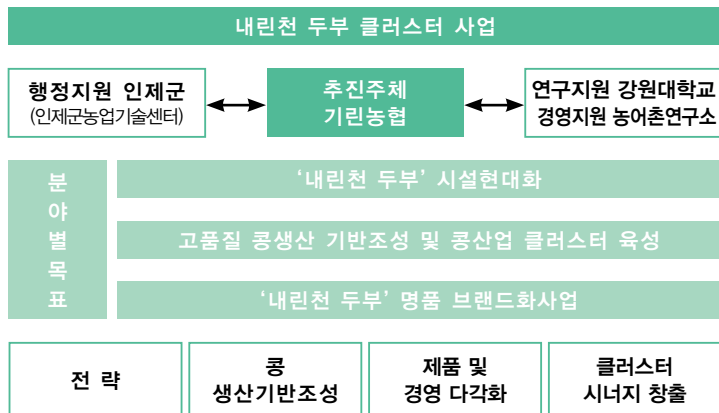 내린천 두부 클러스터 사업
행정지원 인제군
(인제군농업기술센터)
추진주체
기린농협
연구지원 강원대학교
경영지원 농어촌연구소
분
야
별
목
표
‘내린천 두부’ 시설현대화
고품질 콩생산 기반조성 및 콩산업 클러스터 육성
‘내린천 두부’ 명품 브랜드화사업
전 략
콩
생산기반조성
제품 및
경영 다각화
클러스터
시너지 창출